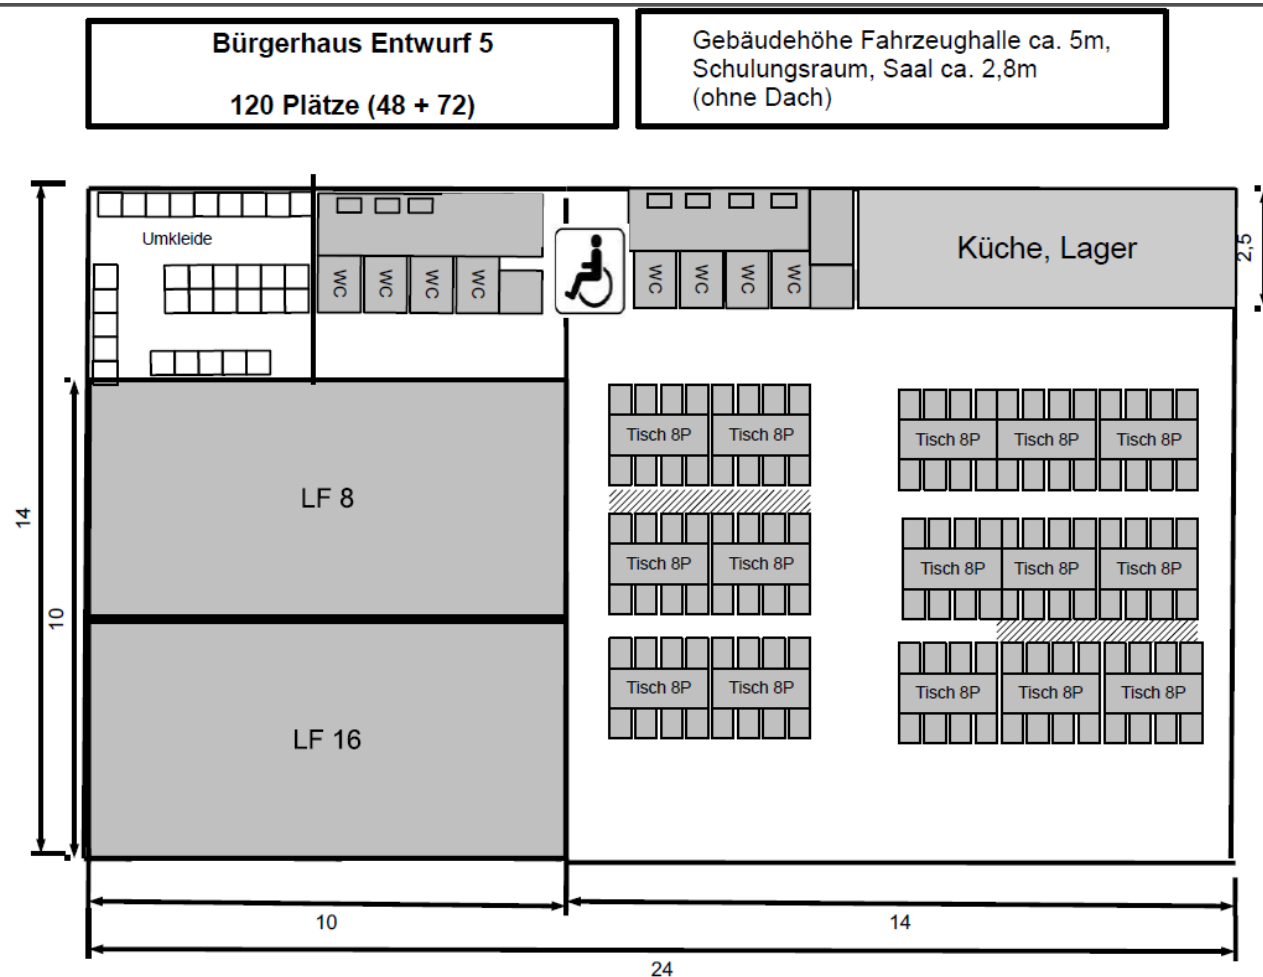 Bürgerhaus Entwurf 5
120 Plätze (48 + 72)
Gebäudehöhe Fahrzeughalle ca. 5m,
Schulungsraum, Saal ca. 2,8m
(ohne Dach)
Umkleide
WC WC WC WC
WC WC WC WC
Küche, Lager
2,5
Tisch 8P Tisch 8P
Tisch 8P Tisch 8P Tisch 8P
LF 8
14
Tisch 8P Tisch 8P
Tisch 8P Tisch 8P Tisch 8P
10
Tisch 8P Tisch 8P
Tisch 8P Tisch 8P Tisch 8P
LF 16
10
14
24